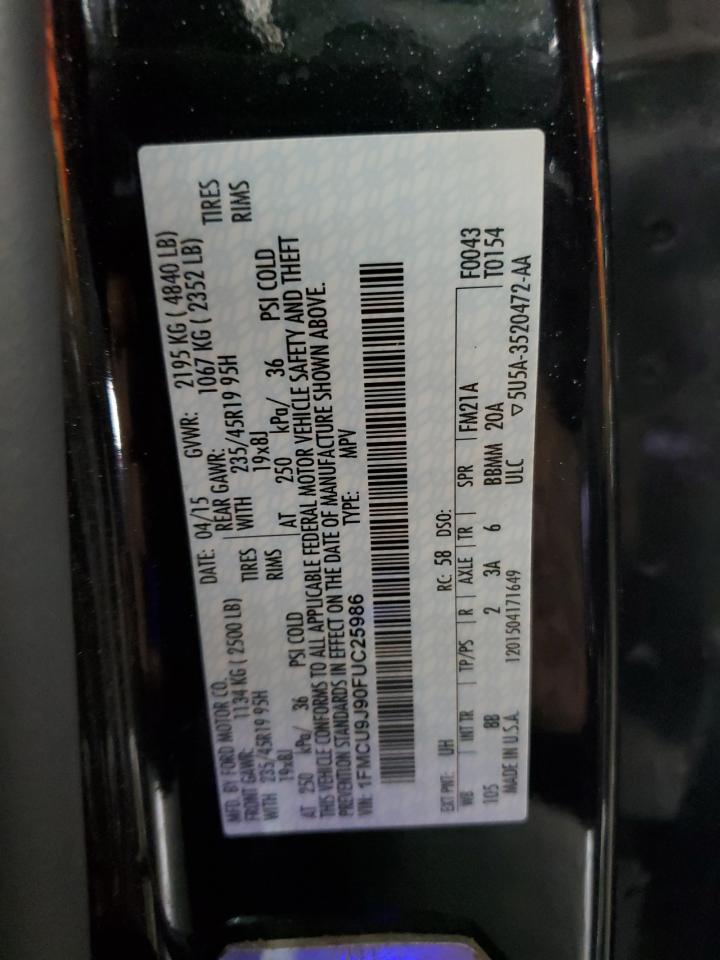 MFD. BY FORD MOTOR CO. DATE: 04/15 GVWR: 2195 KG ( 4840 LB)
FRONT GAWR: 1134 KG ( 2500 LB) REAR GAWR: 1067 KG ( 2352 LB)
WITH 235/45R19 95H TIRES WITH 235/45R19 95H TIRES
19x8J RIMS 19x8J RIMS
AT 250 kPa/ 36 PSI COLD AT 250 kPa/ 36 PSI COLD
THIS VEHICLE CONFORMS TO ALL APPLICABLE FEDERAL MOTOR VEHICLE SAFETY AND THEFT
PREVENTION STANDARDS IN EFFECT ON THE DATE OF MANUFACTURE SHOWN ABOVE.
VIN: 1FMCU9J90FUC25986 TYPE: MPV
EXT PNT: UH RC: 58 DSO: F0043
WB INT TR TP/PS R AXLE TR SPR FM21A T0154
105 BB 2 3A 6 BBMM 20A
MADE IN U.S.A. 1201504171649 ULC ▽5U5A-3520472-AA